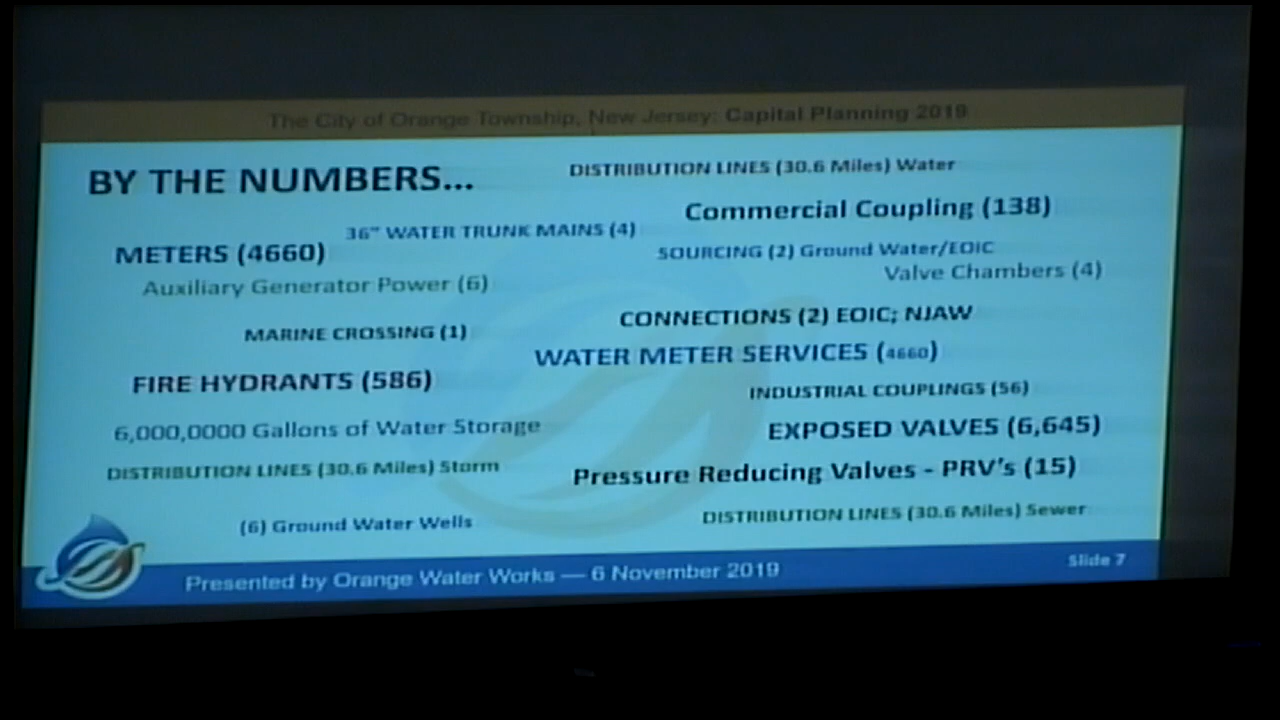 The City of Orange Township, New Jersey: Capital Planning 2019
BY THE NUMBERS...
DISTRIBUTION LINES (30.6 Miles) Water
Commercial Coupling (138)
36" WATER TRUNK MAINS (4)
METERS (4660)
SOURCING (2) Ground Water/EOIC
Valve Chambers (4)
Auxiliary Generator Power (6)
CONNECTIONS (2) EOIC; NJAW
MARINE CROSSING (1)
WATER METER SERVICES (4660)
FIRE HYDRANTS (586)
INDUSTRIAL COUPLINGS (56)
6,000,0000 Gallons of Water Storage
EXPOSED VALVES (6,645)
DISTRIBUTION LINES (30.6 Miles) Storm
Pressure Reducing Valves - PRV's (15)
(6) Ground Water Wells
DISTRIBUTION LINES (30.6 Miles) Sewer
Presented by Orange Water Works — 6 November 2019
Slide 7